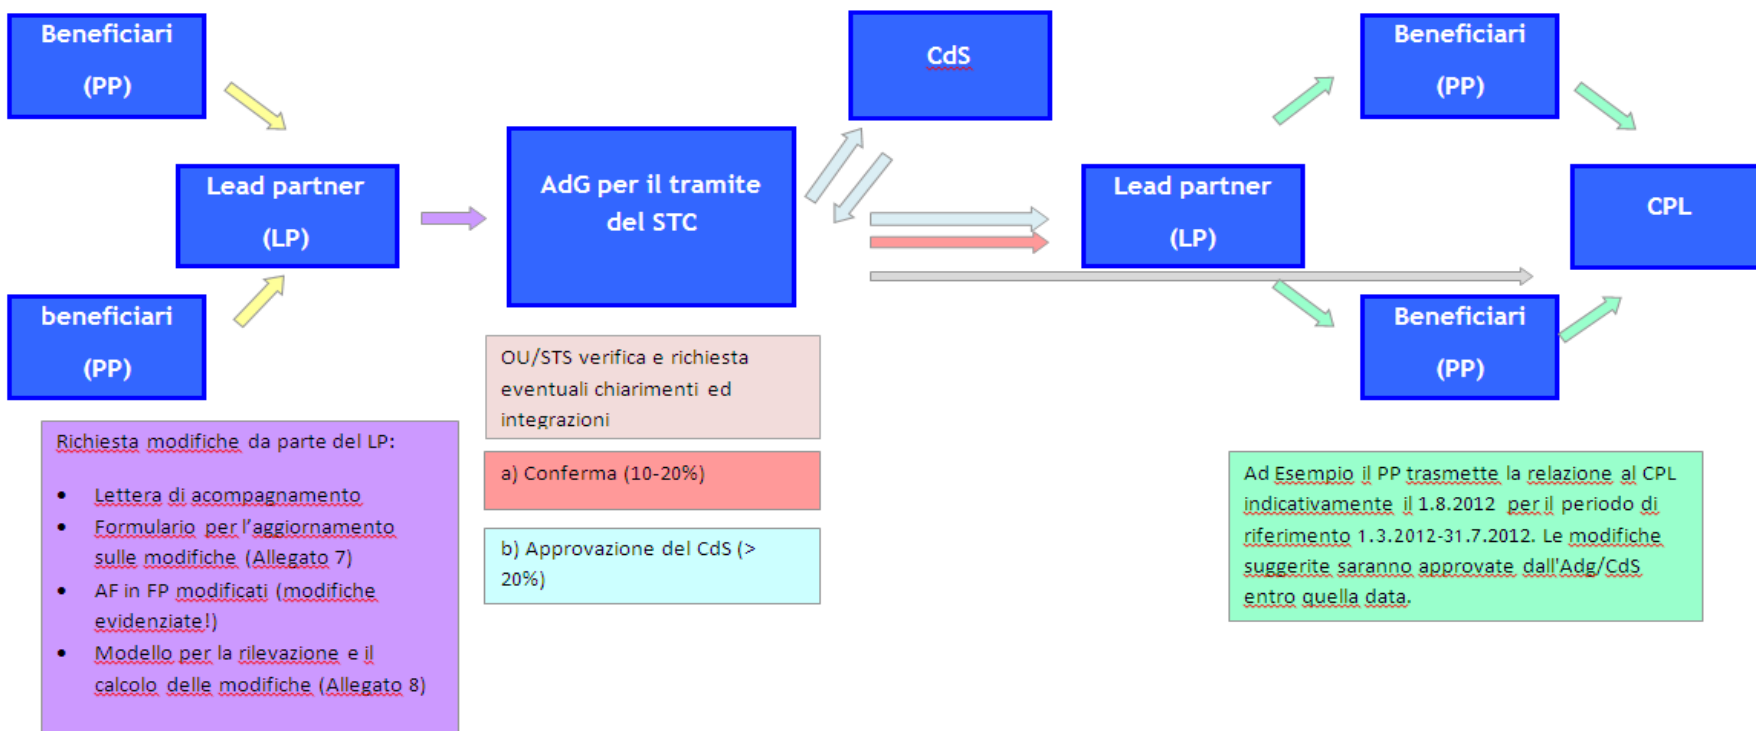 Beneficiari
(PP)
Lead partner
(LP)
beneficiari
(PP)
AdG per il tramite
del STC
CdS
Lead partner
(LP)
Beneficiari
(PP)
CPL
Beneficiari
(PP)
Richiesta modifiche da parte del LP:
• Lettera di acompagnamento
• Formulario per l'aggiornamento
sulle modifiche (Allegato 7)
• AF in FP modificati (modifiche
evidenziate!)
• Modello per la rilevazione e il
calcolo delle modifiche (Allegato 8)
OU/STS verifica e richiesta
eventuali chiarimenti ed
integrazioni
a) Conferma (10-20%)
b) Approvazione del CdS (>
20%)
Ad Esempio il PP trasmette la relazione al CPL
indicativamente il 1.8.2012 per il periodo di
riferimento 1.3.2012-31.7.2012. Le modifiche
suggerite saranno approvate dall'Adg/CdS
entro quella data.